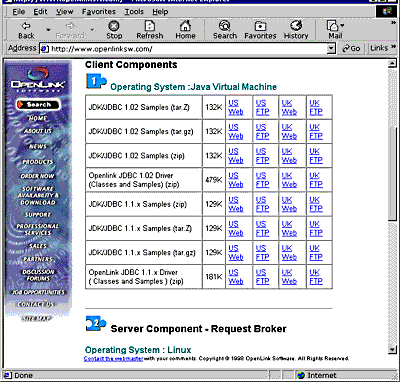 File Edit View Favorites Tools Help
Back Forward Stop Refresh Home Search Favorites History Mail
Address http://www.openlinksw.com/ Go Links
OPENLINK
SOFTWARE
Search
HOME
ABOUT US
NEWS
PRODUCTS
ORDER NOW
SOFTWARE
AVAILABILITY &
DOWNLOAD
SUPPORT
PROFESSIONAL
SERVICES
SALES
PARTNERS
DISCUSSION
FORUMS
JOB OPPORTUNITIES
CONTACT US
SITE MAP
Client Components
1 Operating System :Java Virtual Machine
JDK/JDBC 1.02 Samples (tar.Z) 132K US Web US FTP UK Web UK FTP
JDK/JDBC 1.02 Samples (tar.gz) 132K US Web US FTP UK Web UK FTP
JDK/JDBC 1.02 Samples (zip) 132K US Web US FTP UK Web UK FTP
Openlink JDBC 1.02 Driver
(Classes and Samples) (zip) 479K US Web US FTP UK Web UK FTP
JDK/JDBC 1.1.x Samples (zip) 129K US Web US FTP UK Web UK FTP
JDK/JDBC 1.1.x Samples (tar.Z) 129K US Web US FTP UK Web UK FTP
JDK/JDBC 1.1.x Samples (tar.gz) 129K US Web US FTP UK Web UK FTP
OpenLink JDBC 1.1.x Driver
( Classes and Samples ) (zip) 181K US Web US FTP UK Web UK FTP
2 Server Component - Request Broker
Operating System : Linux
Contact the webmaster with your comments. Copyright © 1998 OpenLink Software. All Rights Reserved.
Done Internet